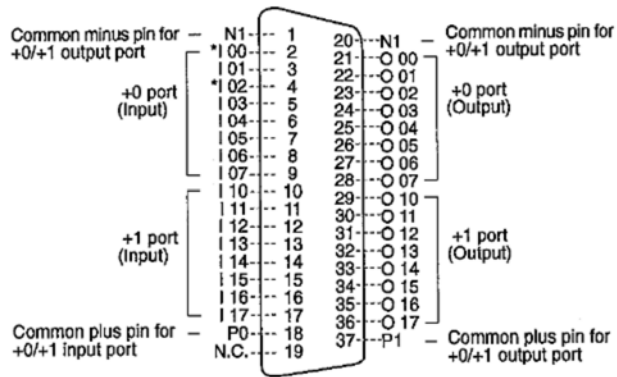 Common minus pin for
+0/+1 output port
+0 port
(Input)
+1 port
(Input)
Common plus pin for
+0/+1 input port
N1 1
*I 00 2
I 01 3
*I 02 4
I 03 5
I 04 6
I 05 7
I 06 8
I 07 9
I 10 10
I 11 11
I 12 12
I 13 13
I 14 14
I 15 15
I 16 16
I 17 17
P0 18
N.C. 19
20 N1
21 O 00
22 O 01
23 O 02
24 O 03
25 O 04
26 O 05
27 O 06
28 O 07
29 O 10
30 O 11
31 O 12
32 O 13
33 O 14
34 O 15
35 O 16
36 O 17
37 P1
Common minus pin for
+0/+1 output port
+0 port
(Output)
+1 port
(Output)
Common plus pin for
+0/+1 output port